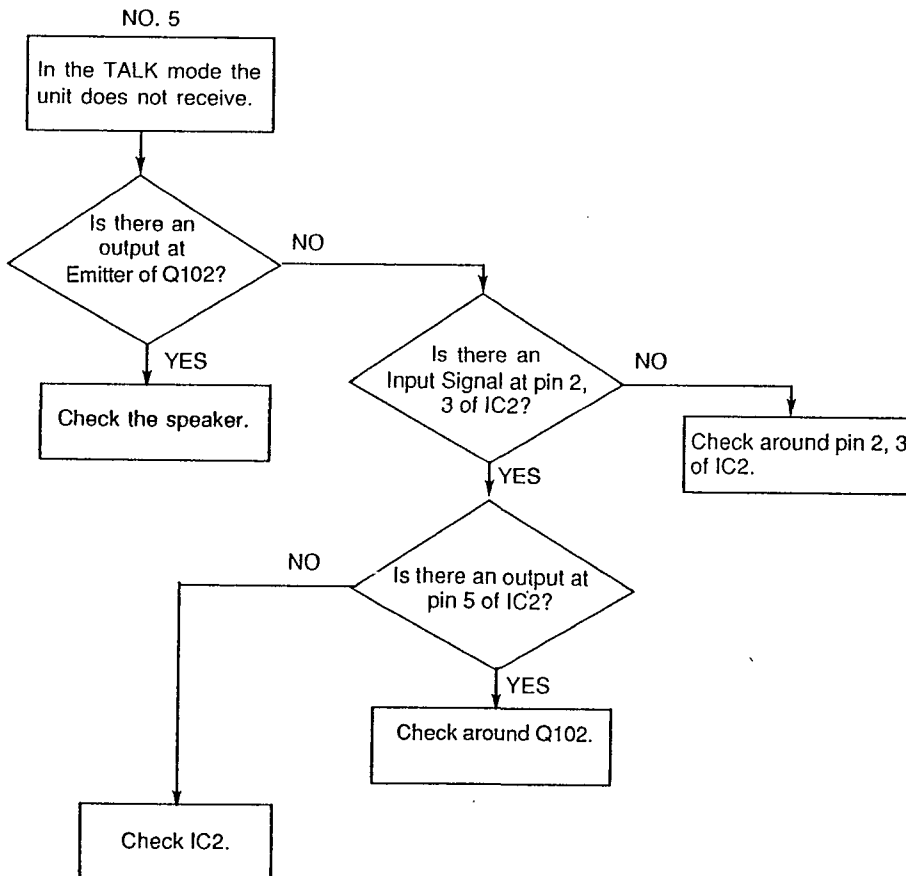 NO. 5
In the TALK mode the
unit does not receive.
Is there an
output at
Emitter of Q102?
NO
YES
Check the speaker.
Is there an
Input Signal at pin 2,
3 of IC2?
NO
Check around pin 2, 3
of IC2.
YES
Is there an output at
pin 5 of IC2?
NO
YES
Check around Q102.
Check IC2.